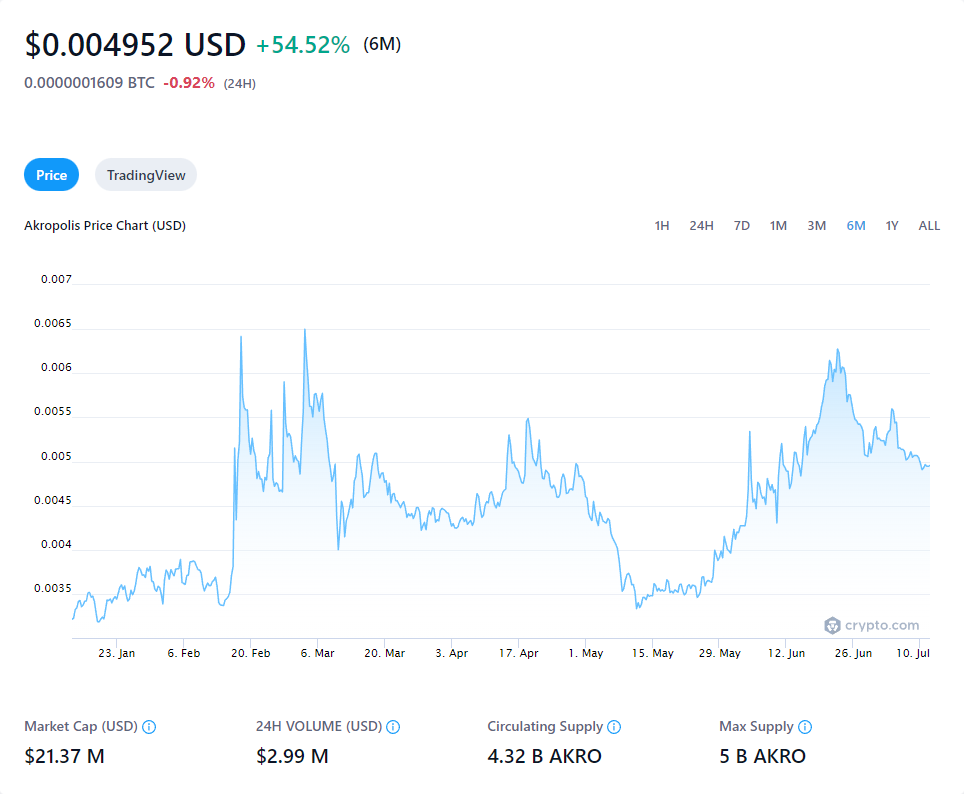 $0.004952 USD +54.52% (6M)
0.0000001609 BTC -0.92% (24H)
Price TradingView
Akropolis Price Chart (USD) 1H 24H 7D 1M 3M 6M 1Y ALL
0.007
0.0065
0.006
0.0055
0.005
0.0045
0.004
0.0035
crypto.com
23. Jan 6. Feb 20. Feb 6. Mar 20. Mar 3. Apr 17. Apr 1. May 15. May 29. May 12. Jun 26. Jun 10. Jul
Market Cap (USD) 24H VOLUME (USD) Circulating Supply Max Supply
$21.37 M $2.99 M 4.32 B AKRO 5 B AKRO